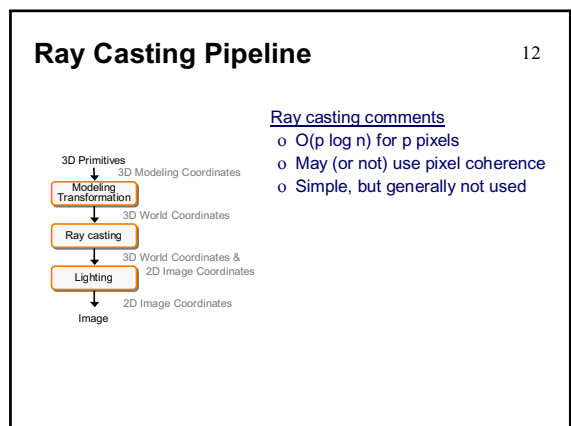 Ray Casting Pipeline
12
Ray casting comments
o O(p log n) for p pixels
o May (or not) use pixel coherence
o Simple, but generally not used
3D Primitives
3D Modeling Coordinates
Modeling
Transformation
3D World Coordinates
Ray casting
3D World Coordinates &
2D Image Coordinates
Lighting
2D Image Coordinates
Image